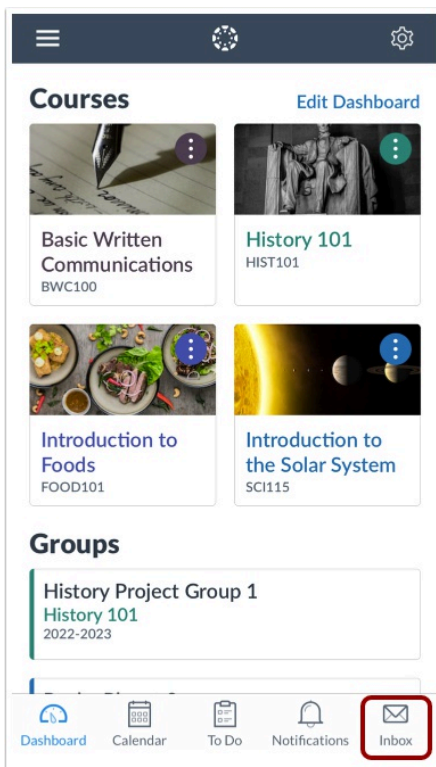 Courses
Edit Dashboard
Basic Written
Communications
BWC100
History 101
HIST101
Introduction to
Foods
FOOD101
Introduction to
the Solar System
SCI115
Groups
History Project Group 1
History 101
2022-2023
Dashboard
Calendar
To Do
Notifications
Inbox